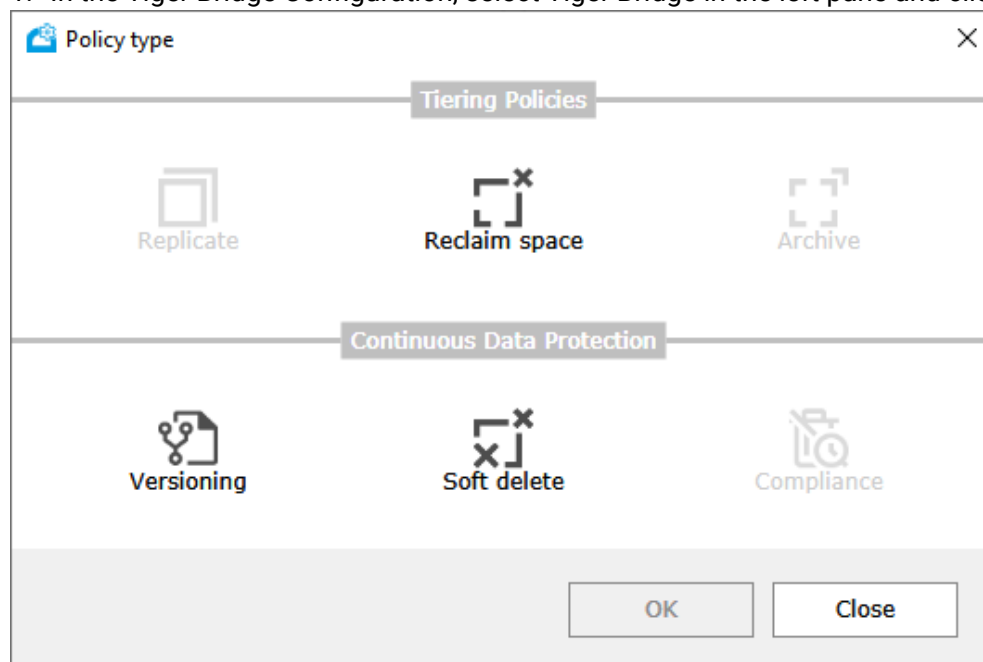 Policy type
Tiering Policies
Replicate
Reclaim space
Archive
Continuous Data Protection
Versioning
Soft delete
Compliance
OK
Close